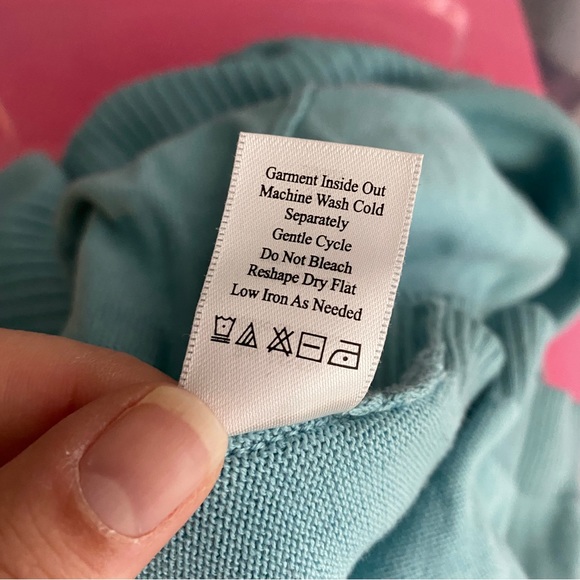 Garment Inside Out
Machine Wash Cold
Separately
Gentle Cycle
Do Not Bleach
Reshape Dry Flat
Low Iron As Needed